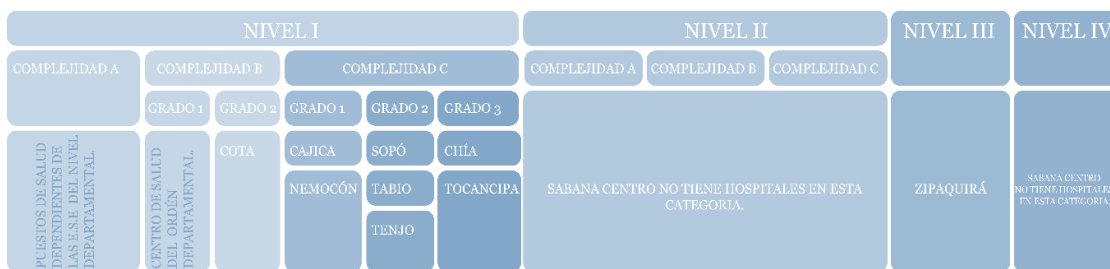 NIVEL I
NIVEL II
NIVEL III
NIVEL IV
COMPLEJIDAD A
COMPLEJIDAD B
COMPLEJIDAD C
COMPLEJIDAD A
COMPLEJIDAD B
COMPLEJIDAD C
GRADO 1
GRADO 2
GRADO 1
GRADO 2
GRADO 3
PUESTOS DE SALUD
DEPENDIENTES DE
LAS E.S.E DEL NIVEL
DEPARTAMENTAL.
CENTRO DE SALUD
DEL ORDÉN
DEPARTAMENTAL.
COTA
CAJICA
SOPÓ
CHÍA
NEMOCÓN
TABIO
TOCANCIPA
TENJO
SABANA CENTRO NO TIENE HOSPITALES EN ESTA
CATEGORIA.
ZIPAQUIRÁ
SABANA CENTRO
NO TIENE HOSPITALES
EN ESTA CATEGORIA.